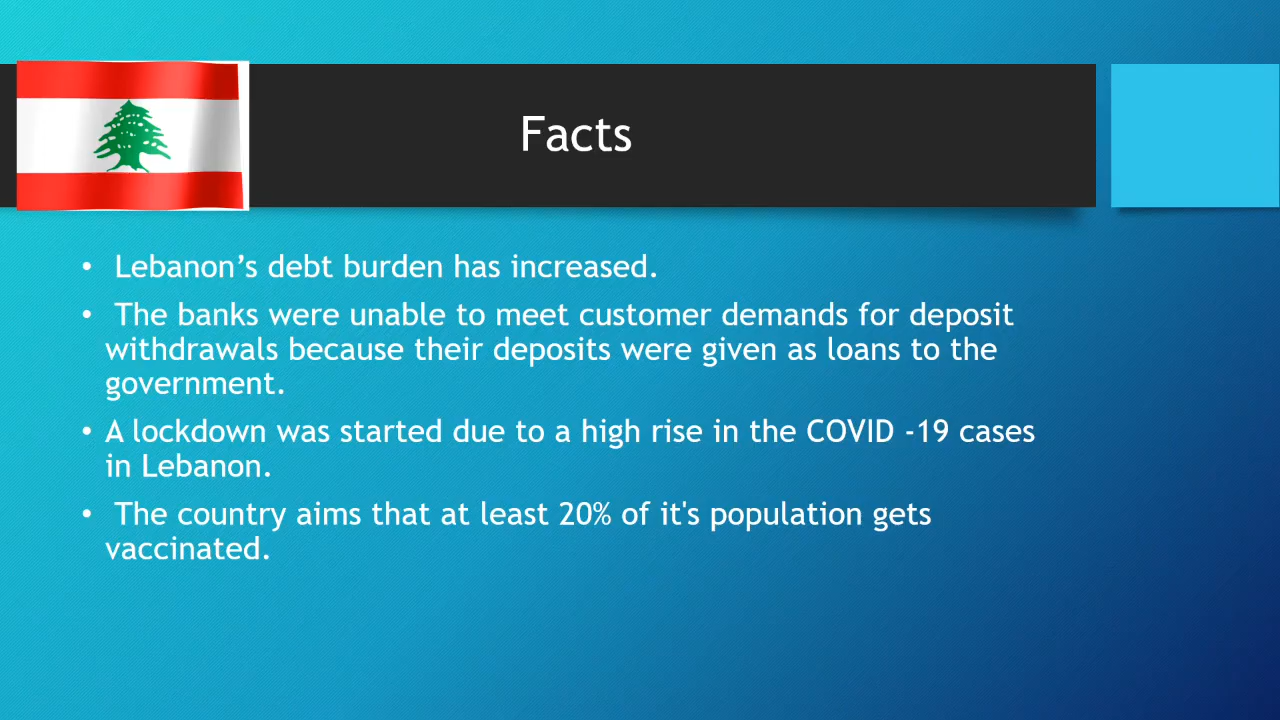 Facts
• Lebanon’s debt burden has increased.
• The banks were unable to meet customer demands for deposit
withdrawals because their deposits were given as loans to the
government.
• A lockdown was started due to a high rise in the COVID -19 cases
in Lebanon.
• The country aims that at least 20% of it's population gets
vaccinated.